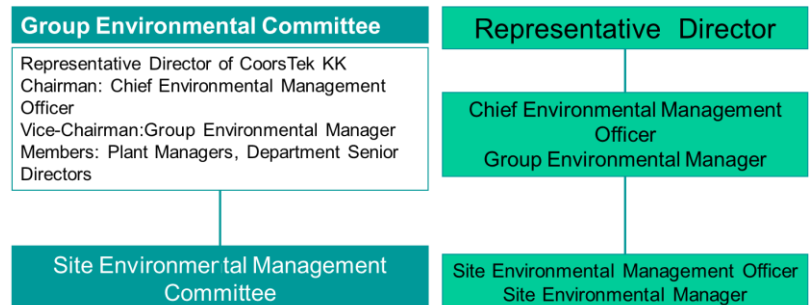 Group Environmental Committee
Representative Director of CoorsTek KK
Chairman: Chief Environmental Management
Officer
Vice-Chairman:Group Environmental Manager
Members: Plant Managers, Department Senior
Directors
Site Environmental Management
Committee
Representative Director
Chief Environmental Management
Officer
Group Environmental Manager
Site Environmental Management Officer
Site Environmental Manager